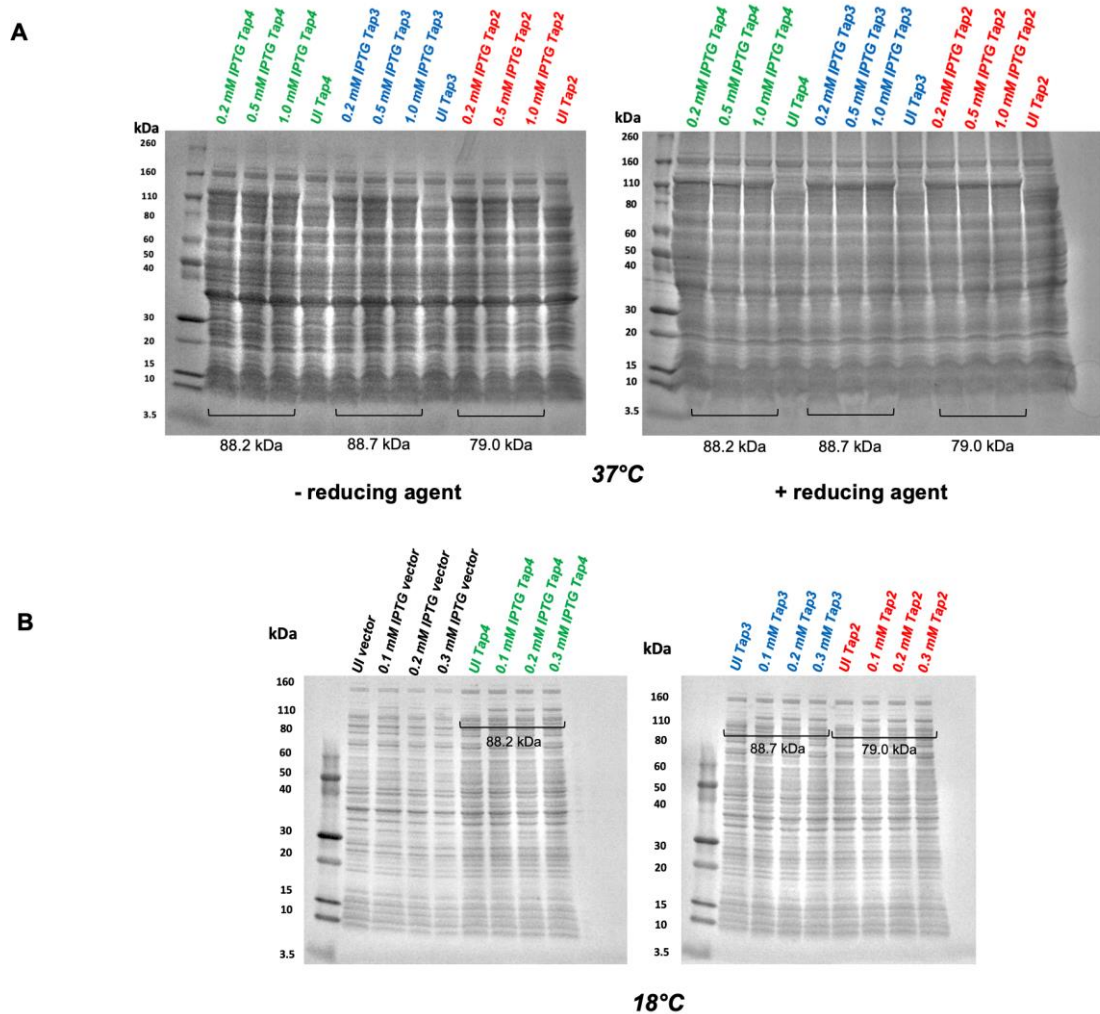 A
0.2 mM IPTG Tap4
0.5 mM IPTG Tap4
1.0 mM IPTG Tap4
UI Tap4
0.2 mM IPTG Tap3
0.5 mM IPTG Tap3
1.0 mM IPTG Tap3
UI Tap3
0.2 mM IPTG Tap2
0.5 mM IPTG Tap2
1.0 mM IPTG Tap2
UI Tap2
kDa
260
160
110
80
60
50
40
30
20
15
10
3.5
88.2 kDa
88.7 kDa
79.0 kDa
- reducing agent
0.2 mM IPTG Tap4
0.5 mM IPTG Tap4
1.0 mM IPTG Tap4
UI Tap4
0.2 mM IPTG Tap3
0.5 mM IPTG Tap3
1.0 mM IPTG Tap3
UI Tap3
0.2 mM IPTG Tap2
0.5 mM IPTG Tap2
1.0 mM IPTG Tap2
UI Tap2
kDa
260
160
110
80
60
50
40
30
20
15
10
3.5
88.2 kDa
88.7 kDa
79.0 kDa
+ reducing agent
37°C
B
UI vector
0.1 mM IPTG vector
0.2 mM IPTG vector
0.3 mM IPTG vector
UI Tap4
0.1 mM IPTG Tap4
0.2 mM IPTG Tap4
0.3 mM IPTG Tap4
kDa
160
110
80
60
50
40
30
20
15
10
3.5
88.2 kDa
UI Tap3
0.1 mM Tap3
0.2 mM Tap3
0.3 mM Tap3
UI Tap2
0.1 mM Tap2
0.2 mM Tap2
0.3 mM Tap2
kDa
160
110
80
60
50
40
30
20
15
10
3.5
88.7 kDa
79.0 kDa
18°C